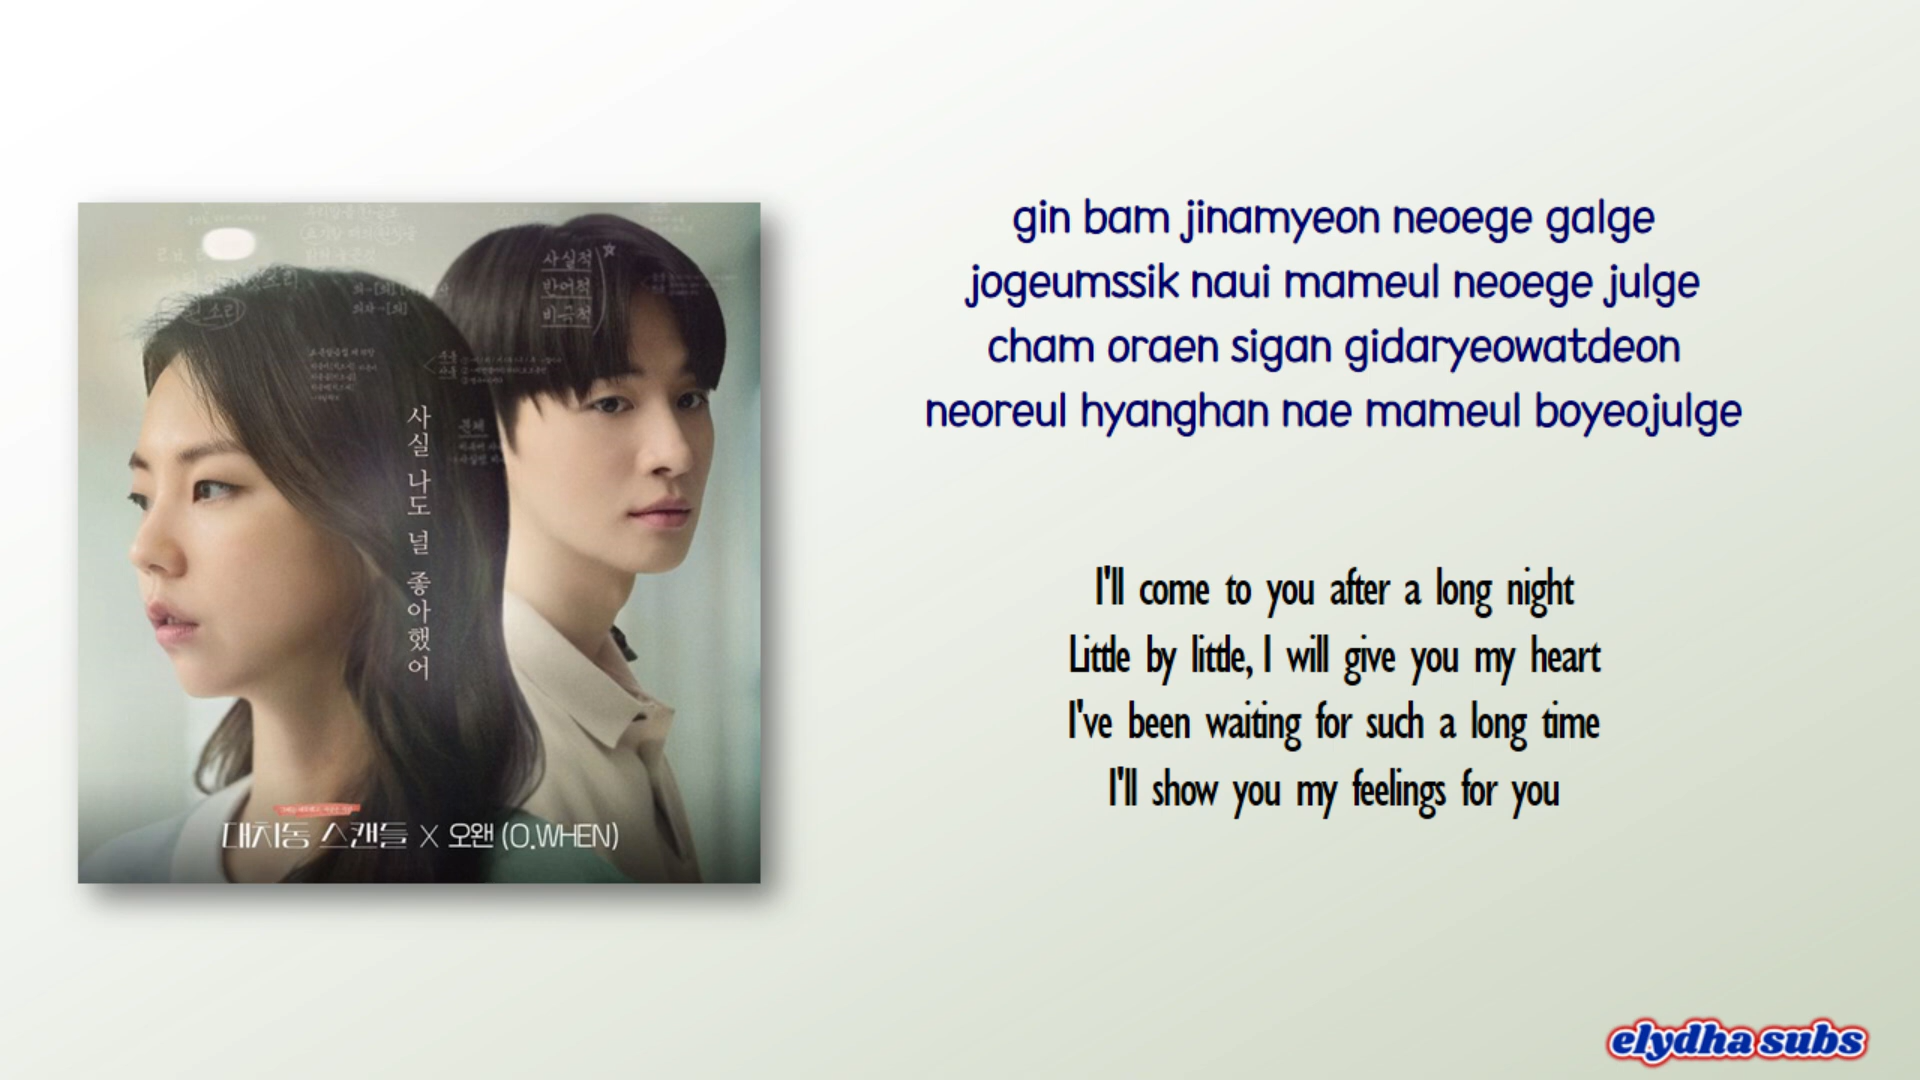 사실적
반어적
비극적
사실 나도 널 좋아했어
대치동 스캔들 X 오왠 (O.WHEN)
gin bam jinamyeon neoege galge
jogeumssik naui mameul neoege julge
cham oraen sigan gidaryeowatdeon
neoreul hyanghan nae mameul boyeojulge
I'll come to you after a long night
Little by little, I will give you my heart
I've been waiting for such a long time
I'll show you my feelings for you
elydha subs